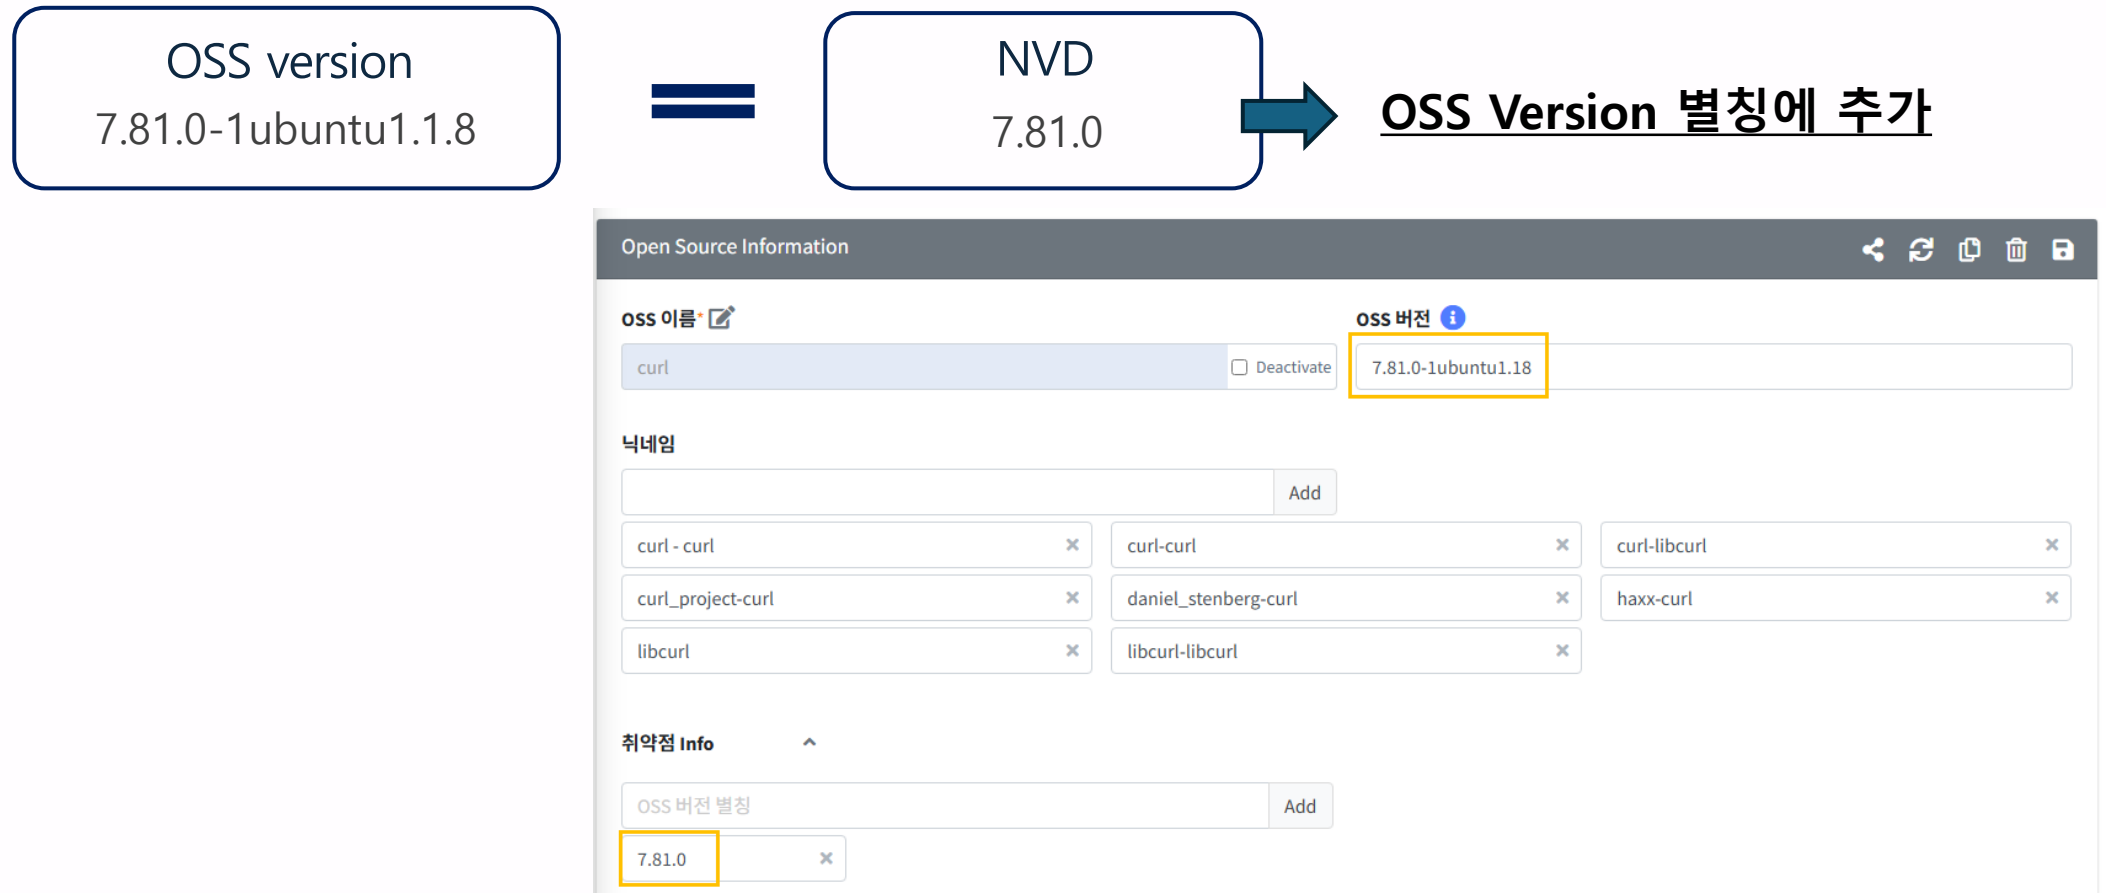 OSS version
7.81.0-1ubuntu1.1.8
NVD
7.81.0
OSS Version 별칭에 추가
Open Source Information
OSS 이름*
OSS 버전
curl
Deactivate
7.81.0-1ubuntu1.18
닉네임
Add
curl - curl
curl-curl
curl-libcurl
curl_project-curl
daniel_stenberg-curl
haxx-curl
libcurl
libcurl-libcurl
취약점 Info
OSS 버전 별칭
Add
7.81.0